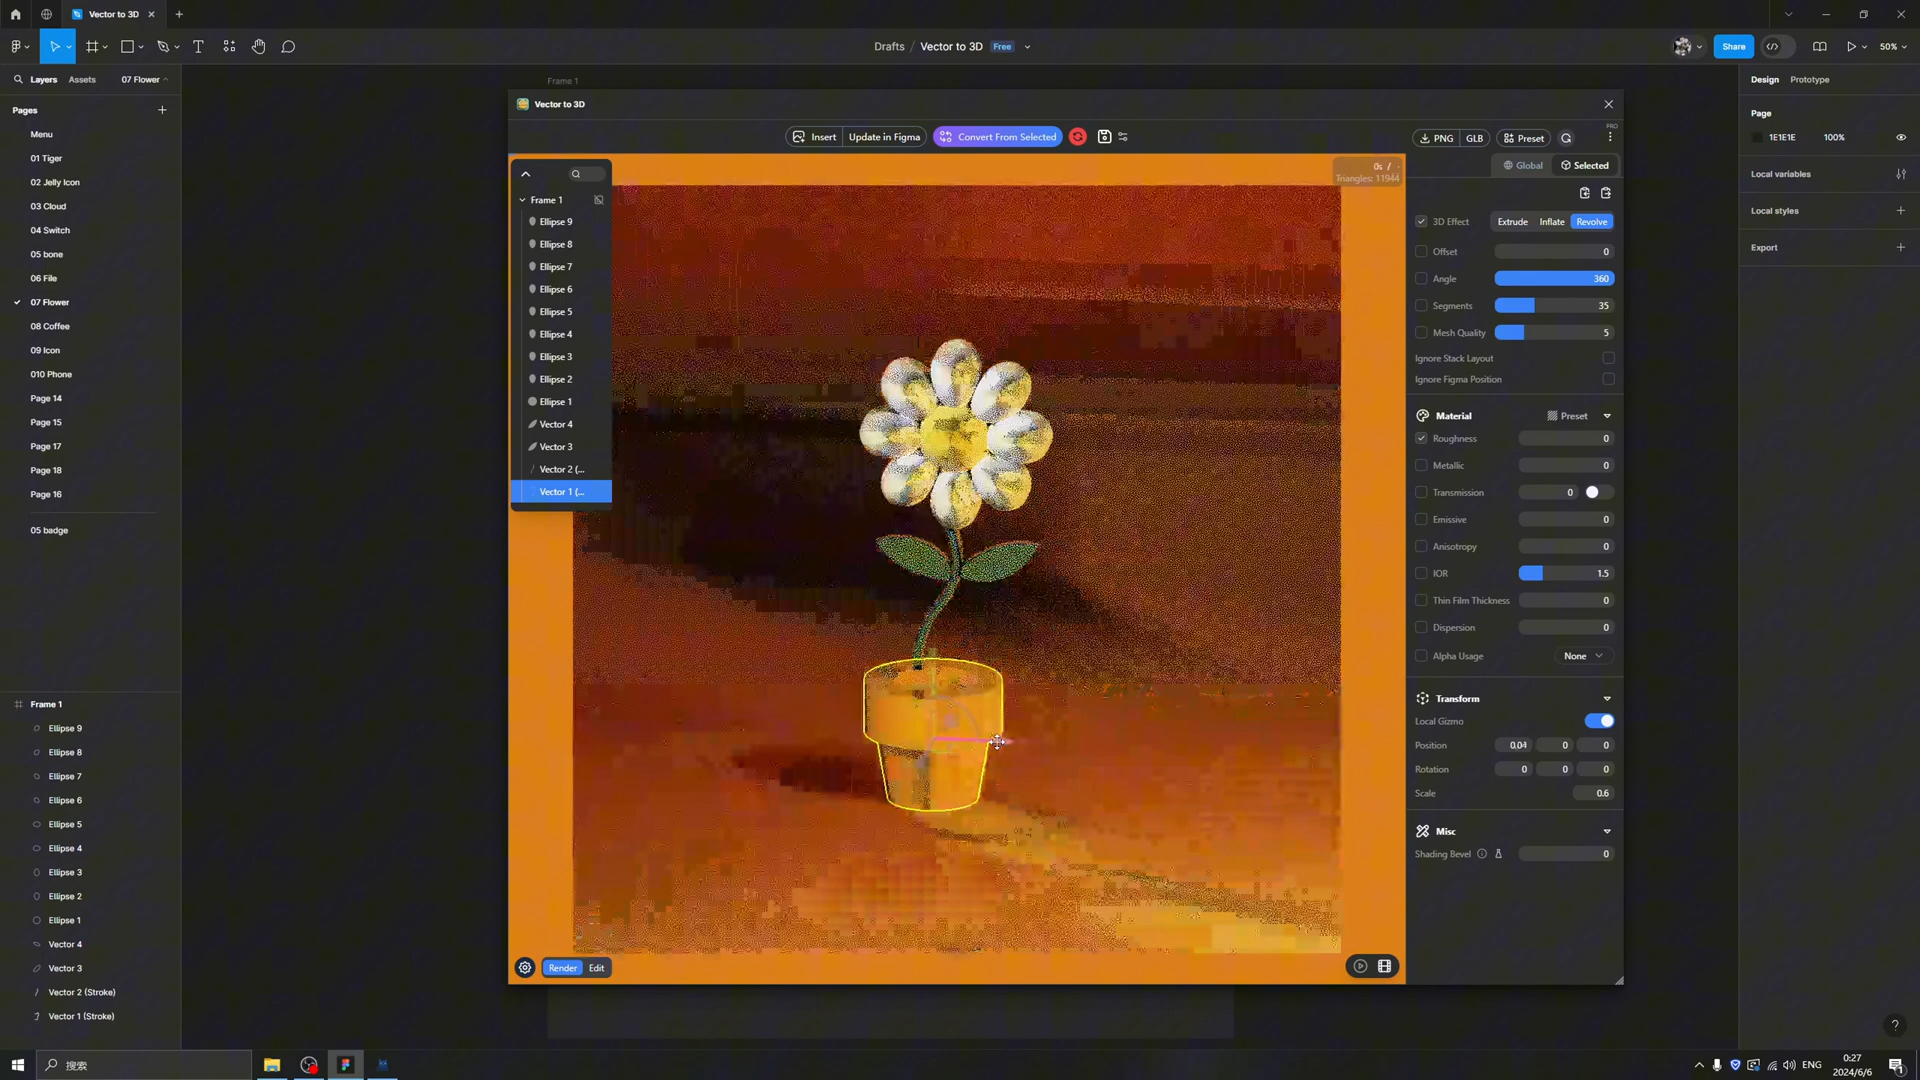 Vector to 3D
Drafts / Vector to 3D Free
Share
50%
Layers Assets 07 Flower
Pages
Menu
01 Tiger
02 Jelly Icon
03 Cloud
04 Switch
05 bone
06 File
07 Flower
08 Coffee
09 Icon
010 Phone
Page 14
Page 15
Page 17
Page 18
Page 16
05 badge
Frame 1
Ellipse 9
Ellipse 8
Ellipse 7
Ellipse 6
Ellipse 5
Ellipse 4
Ellipse 3
Ellipse 2
Ellipse 1
Vector 4
Vector 3
Vector 2 (Stroke)
Vector 1 (Stroke)
Frame 1
Vector to 3D
Insert Update in Figma Convert From Selected
PNG GLB Preset PRO
Frame 1
Ellipse 9
Ellipse 8
Ellipse 7
Ellipse 6
Ellipse 5
Ellipse 4
Ellipse 3
Ellipse 2
Ellipse 1
Vector 4
Vector 3
Vector 2 (...
Vector 1 (...
0s / -
Triangles: 11944
Render Edit
Global Selected
3D Effect Extrude Inflate Revolve
Offset 0
Angle 360
Segments 35
Mesh Quality 5
Ignore Stack Layout
Ignore Figma Position
Material Preset
Roughness 0
Metallic 0
Transmission 0
Emissive 0
Anisotropy 0
IOR 1.5
Thin Film Thickness 0
Dispersion 0
Alpha Usage None
Transform
Local Gizmo
Position 0.04 0 0
Rotation 0 0 0
Scale 0.6
Misc
Shading Bevel 0
Design Prototype
Page
1E1E1E 100%
Local variables
Local styles
Export
?
搜索
ENG
0:27
2024/6/6
1